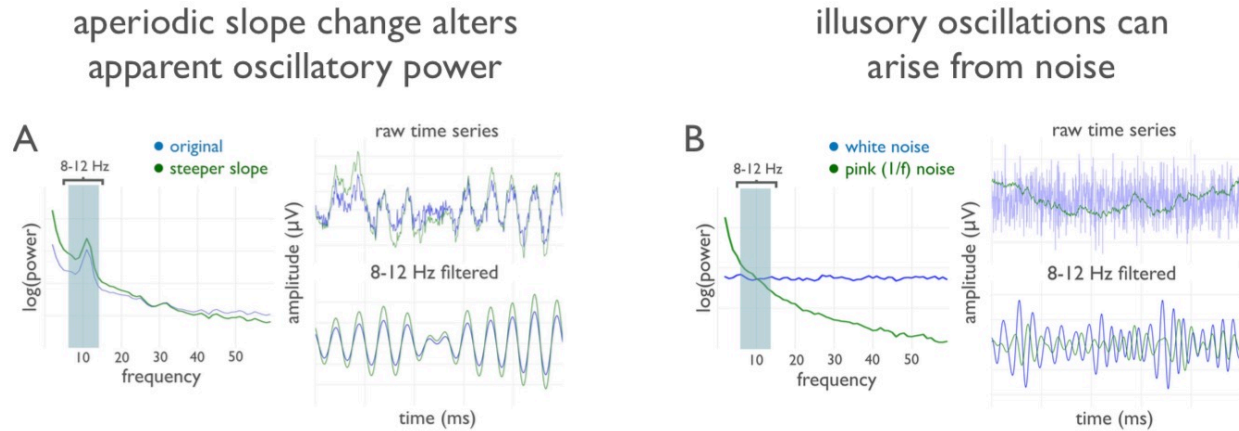 aperiodic slope change alters
apparent oscillatory power
illusory oscillations can
arise from noise
A
original
steeper slope
8-12 Hz
log(power)
10 20 30 40 50
frequency
raw time series
amplitude (μV)
8-12 Hz filtered
time (ms)
B
white noise
pink (1/f) noise
8-12 Hz
log(power)
10 20 30 40 50
frequency
raw time series
amplitude (μV)
8-12 Hz filtered
time (ms)